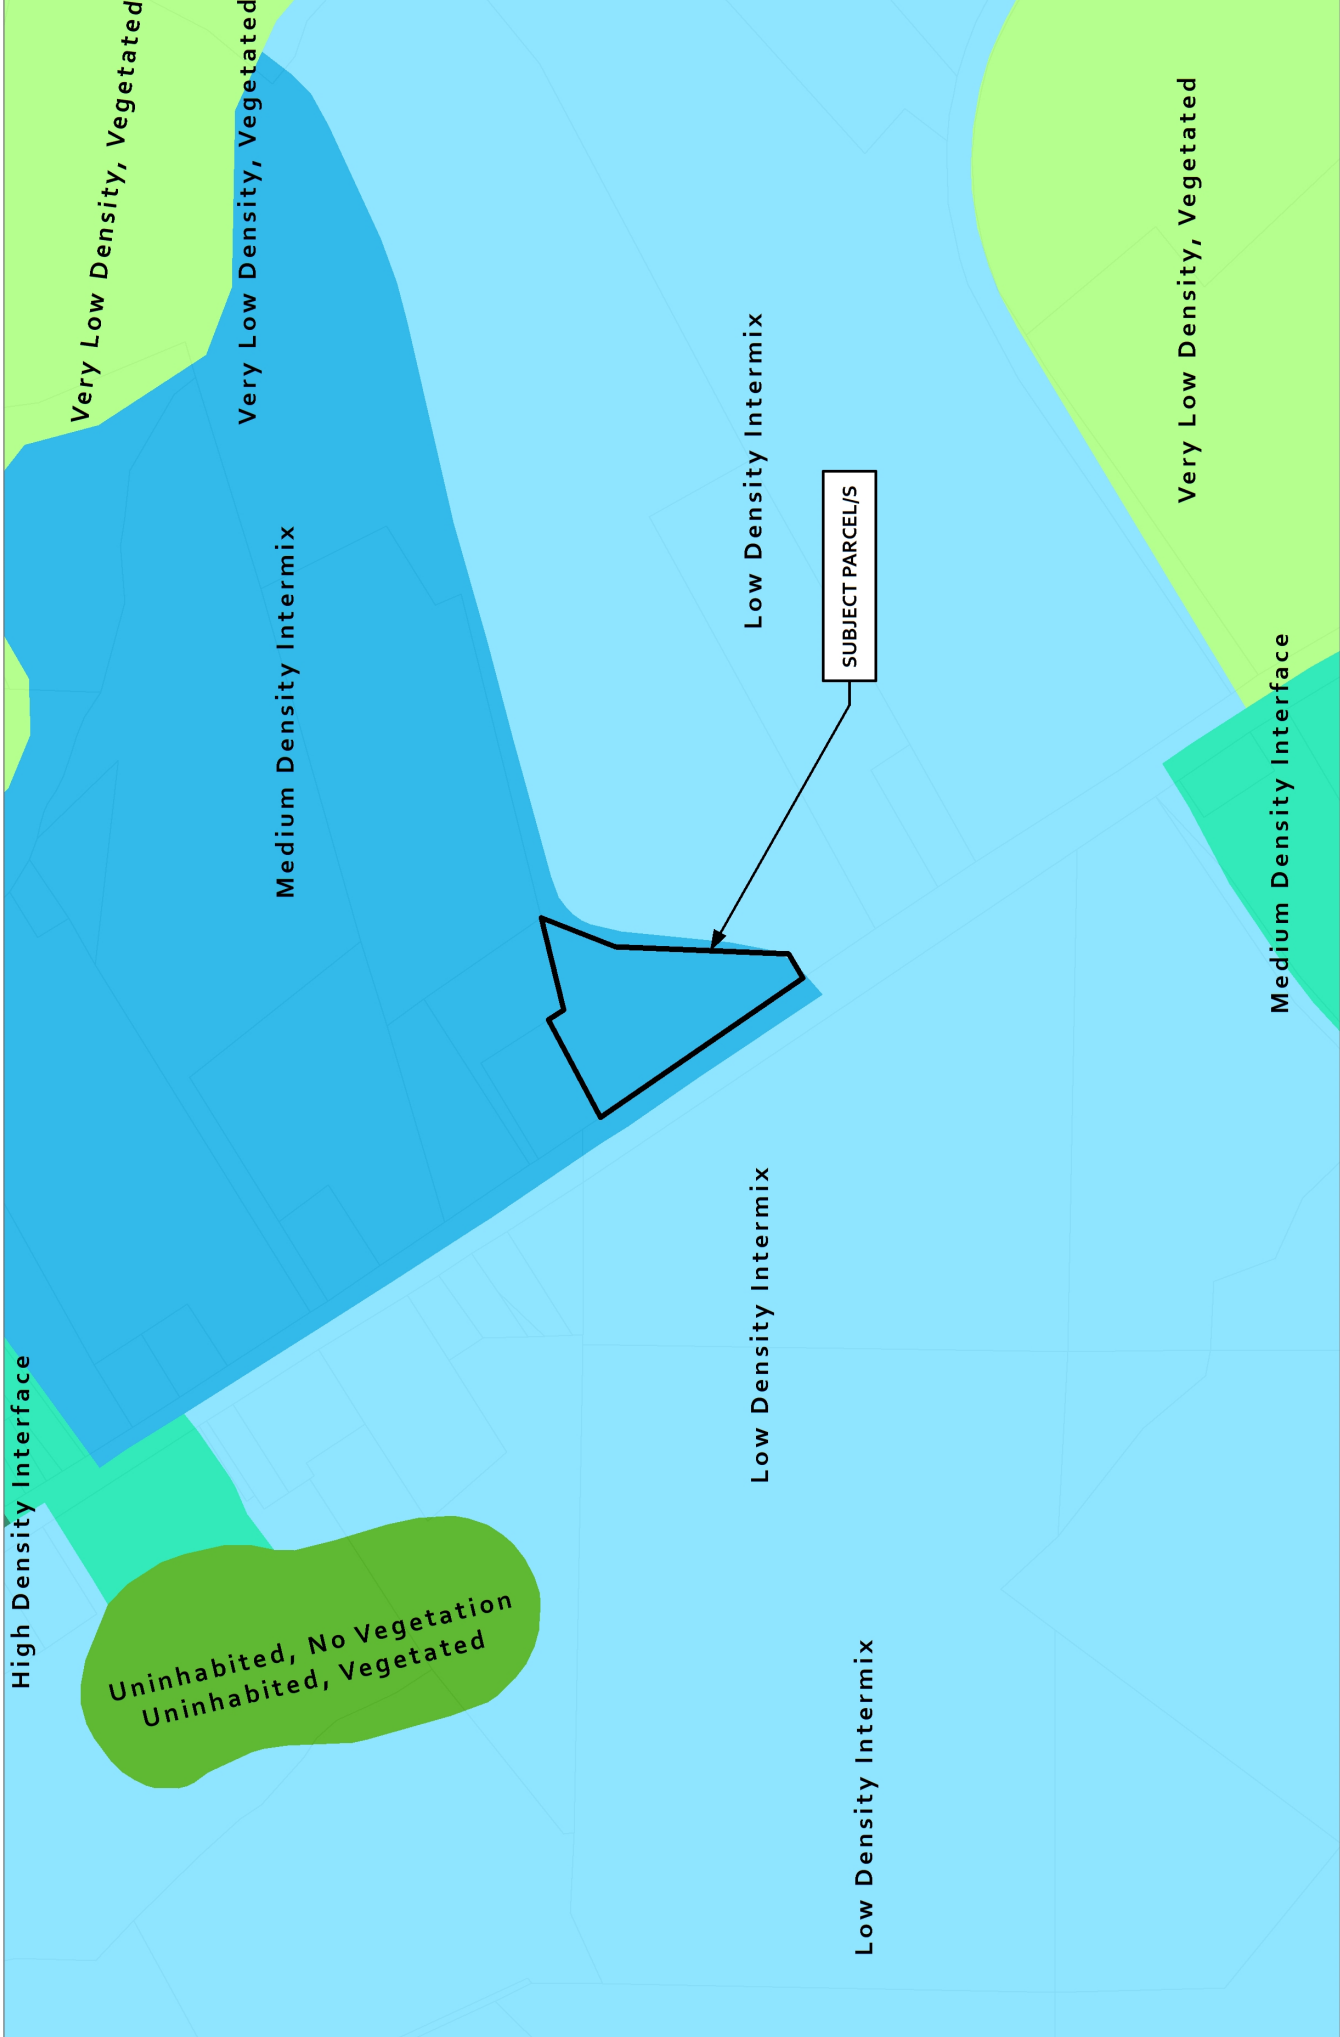 Very Low Density, Vegetated
Very Low Density, Vegetated
Very Low Density, Vegetated
Low Density Intermix
SUBJECT PARCEL/S
Medium Density Intermix
Medium Density Interface
Low Density Intermix
High Density Interface
Uninhabited, No Vegetation
Uninhabited, Vegetated
Low Density Intermix